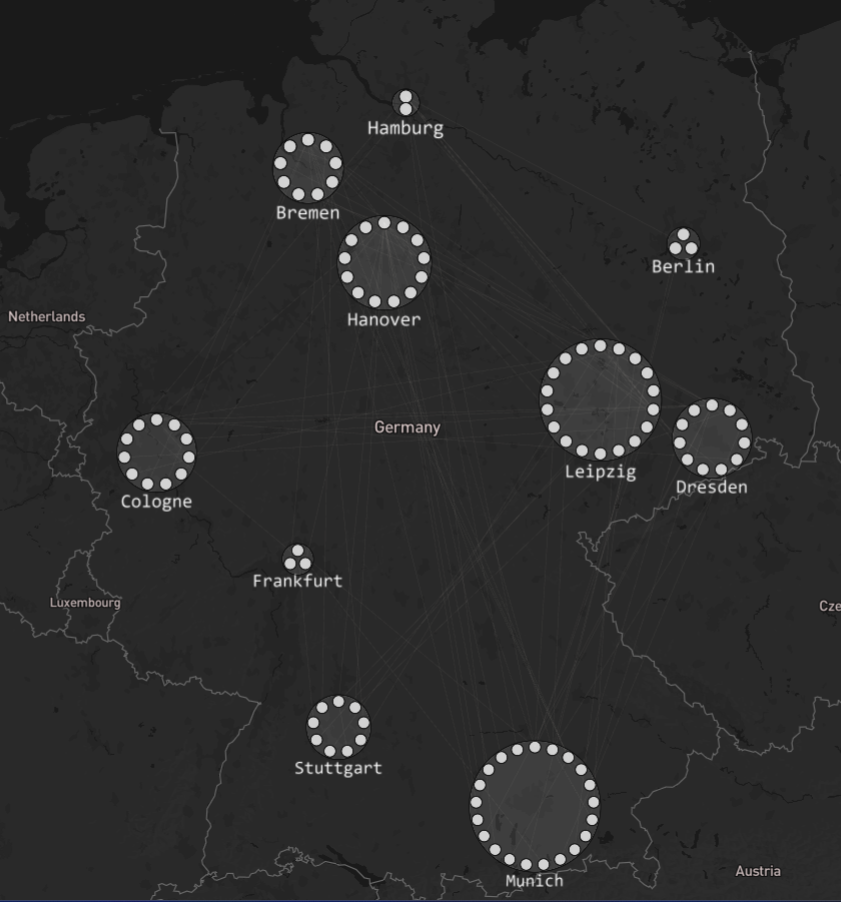 Hamburg
Bremen
Berlin
Hanover
Netherlands
Germany
Leipzig
Dresden
Cologne
Frankfurt
Luxembourg
Cze
Stuttgart
Munich
Austria